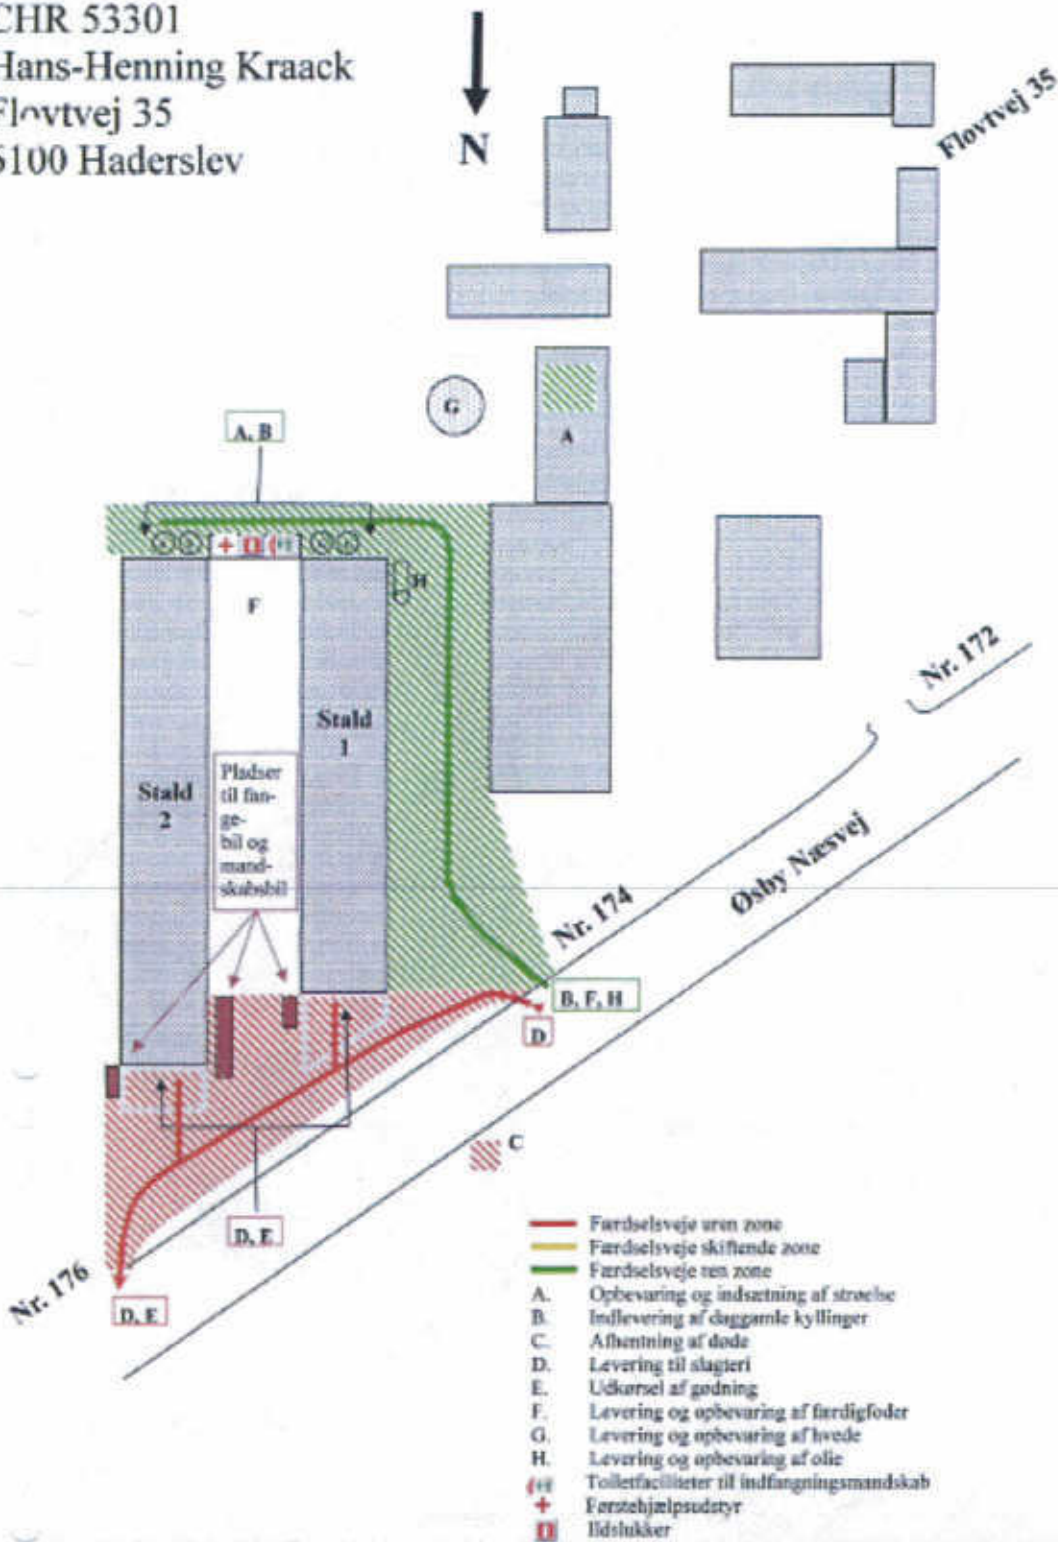 CHR 53301
Hans-Henning Kraack
Flovtvej 35
6100 Haderslev
N
Flovtvej 35
G
A
A, B
H
F
Stald
1
Stald
2
Pladser
til fan-
ge-
bil og
mand-
skabsbil
Nr. 172
Øsby Næsvej
Nr. 174
B, F, H
D
C
D, E
Nr. 176
D, E
Færdselsveje uren zone
Færdselsveje skiftende zone
Færdselsveje ren zone
A. Opbevaring og indsætning af strøelse
B. Indlevering af daggamle kyllinger
C. Afhentning af døde
D. Levering til slagteri
E. Udkørsel af gødning
F. Levering og opbevaring af færdigfoder
G. Levering og opbevaring af hvede
H. Levering og opbevaring af olie
Toiletfaciliteter til indfangningsmandskab
Førstehjælpsudstyr
Ildslukker